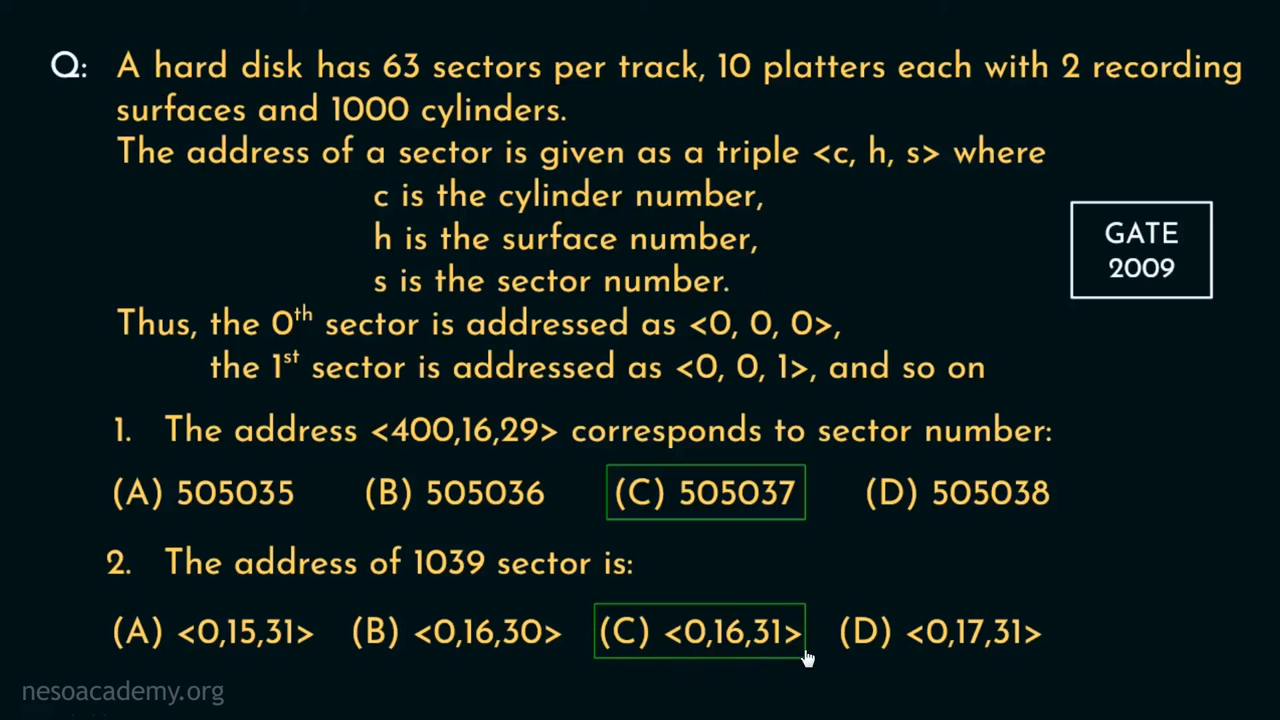 Q: A hard disk has 63 sectors per track, 10 platters each with 2 recording
surfaces and 1000 cylinders.
The address of a sector is given as a triple <c, h, s> where
c is the cylinder number,
h is the surface number,
s is the sector number.
GATE
2009
Thus, the 0th sector is addressed as <0, 0, 0>,
the 1st sector is addressed as <0, 0, 1>, and so on
1. The address <400,16,29> corresponds to sector number:
(A) 505035 (B) 505036 (C) 505037 (D) 505038
2. The address of 1039 sector is:
(A) <0,15,31> (B) <0,16,30> (C) <0,16,31> (D) <0,17,31>
nesoacademy.org